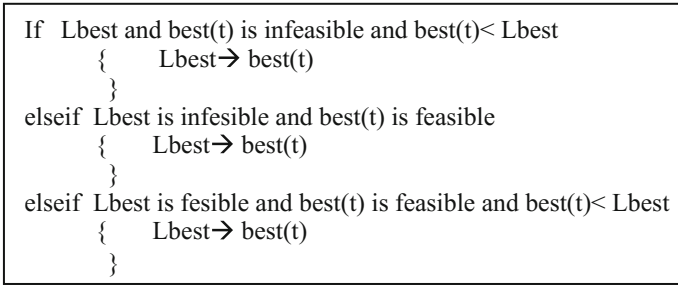 If Lbest and best(t) is infeasible and best(t)< Lbest
{ Lbest→ best(t)
}
elseif Lbest is infesible and best(t) is feasible
{ Lbest→ best(t)
}
elseif Lbest is fesible and best(t) is feasible and best(t)< Lbest
{ Lbest→ best(t)
}